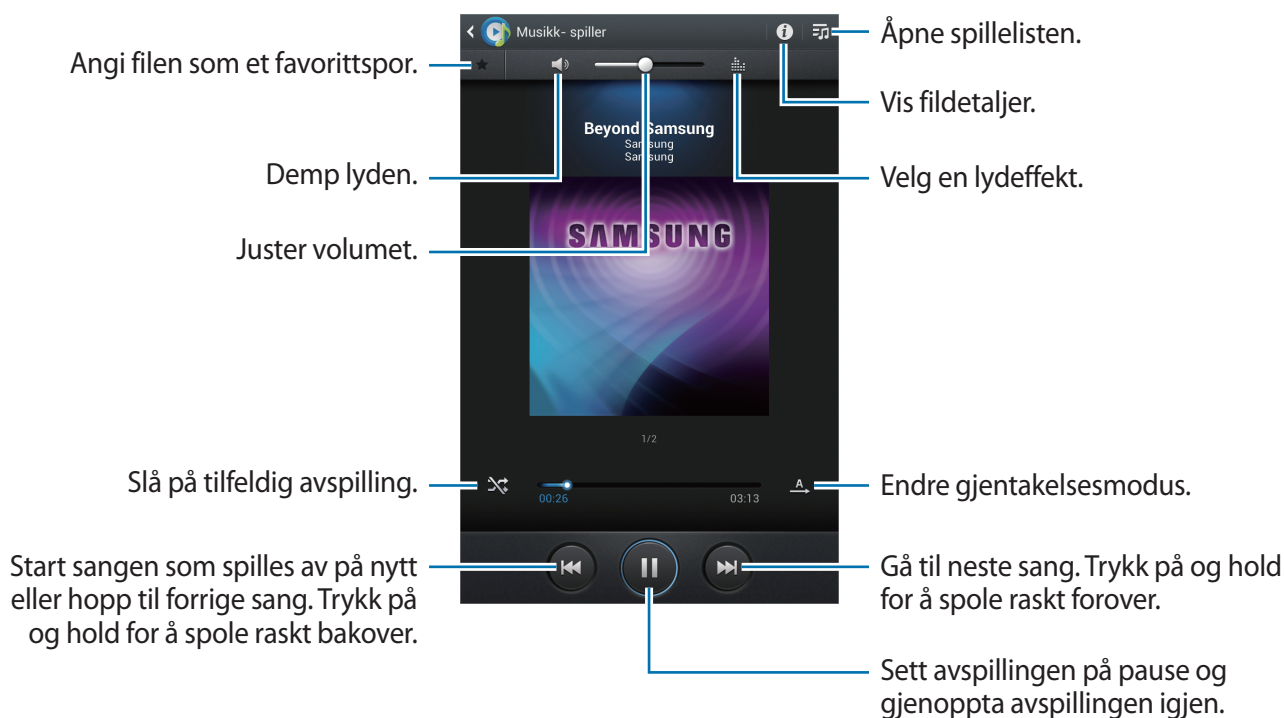 Musikk- spiller
Åpne spillelisten.
Angi filen som et favorittspor.
Vis fildetaljer.
Beyond Samsung
Samsung
Samsung
Demp lyden.
Velg en lydeffekt.
Juster volumet.
SAMSUNG
1/2
Slå på tilfeldig avspilling.
A
Endre gjentakelsesmodus.
00:26
03:13
Start sangen som spilles av på nytt
eller hopp til forrige sang. Trykk på
og hold for å spole raskt bakover.
Gå til neste sang. Trykk på og hold
for å spole raskt forover.
Sett avspillingen på pause og
gjenoppta avspillingen igjen.